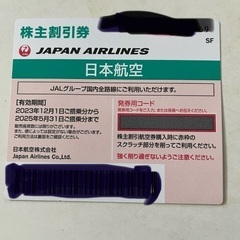 株主割引券
JAPAN AIRLINES
SF
日本航空
JALグループ国内全路線にご利用いただけます。
[有効期間]
2023年12月1日ご搭乗分から
2025年5月31日ご搭乗分まで
発券用コード
株主割引券購入時に赤枠の
スクラッチ部分を削ってご利用ください。
強く削り過ぎないようご注意ください。
日本航空株式会社
Japan Airlines Co.,Ltd.